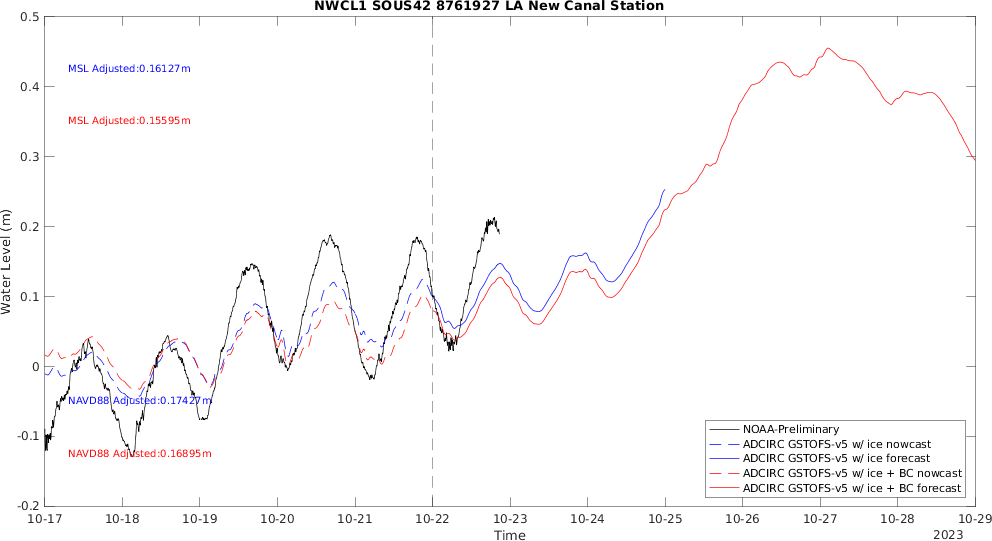 NWCL1 SOUS42 8761927 LA New Canal Station
0.5
0.4
0.3
0.2
0.1
0
-0.1
-0.2
Water Level (m)
MSL Adjusted:0.16127m
MSL Adjusted:0.15595m
NAVD88 Adjusted:0.17427m
NAVD88 Adjusted:0.16895m
NOAA-Preliminary
ADCIRC GSTOFS-v5 w/ ice nowcast
ADCIRC GSTOFS-v5 w/ ice forecast
ADCIRC GSTOFS-v5 w/ ice + BC nowcast
ADCIRC GSTOFS-v5 w/ ice + BC forecast
10-17 10-18 10-19 10-20 10-21 10-22 10-23 10-24 10-25 10-26 10-27 10-28 10-29
Time
2023